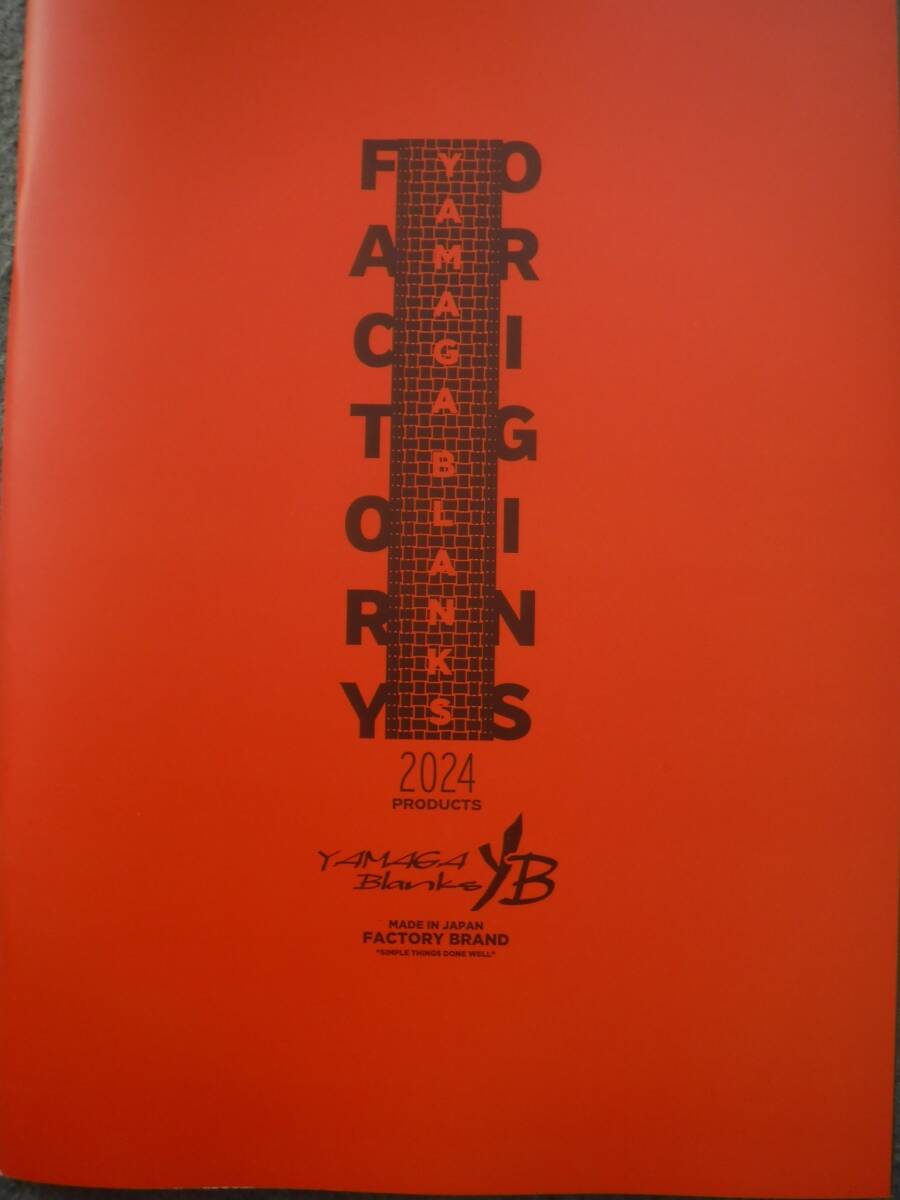 FACTORY
YAMAGA BLANKS
ORIGINS
2024
PRODUCTS
YAMAGA
Blanks
YB
MADE IN JAPAN
FACTORY BRAND
"SIMPLE THINGS DONE WELL"